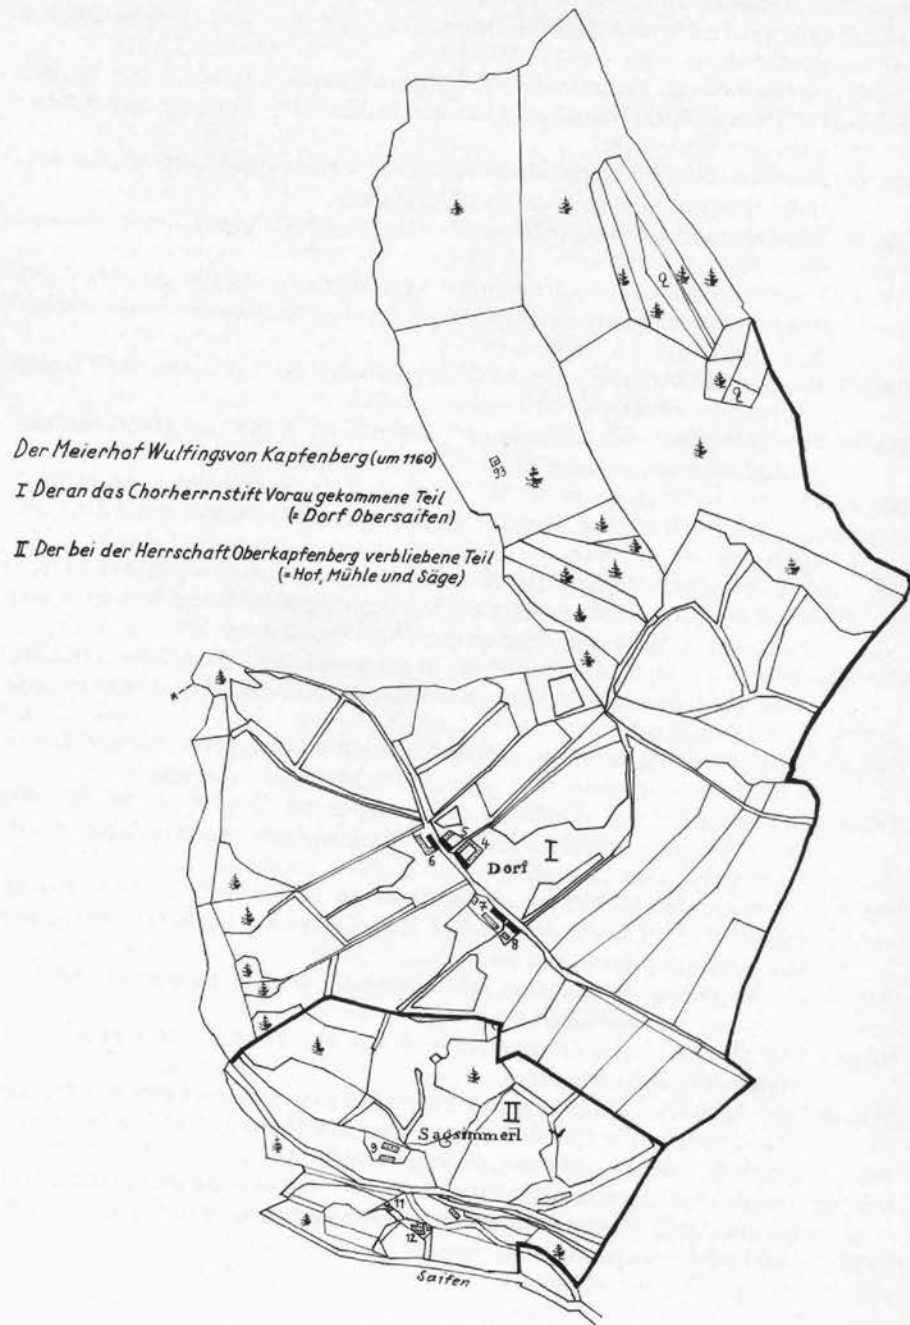 Der Meierhof Wulfings von Kapfenberg (um 1160)
I Der an das Chorherrnstift Vorau gekommene Teil
(= Dorf Obersaifen)
II Der bei der Herrschaft Oberkapfenberg verbliebene Teil
(= Hof, Mühle und Säge)
93
5
4
6
I
Dorf
7
8
II
Sagsimmerl
9
11
12
Saifen